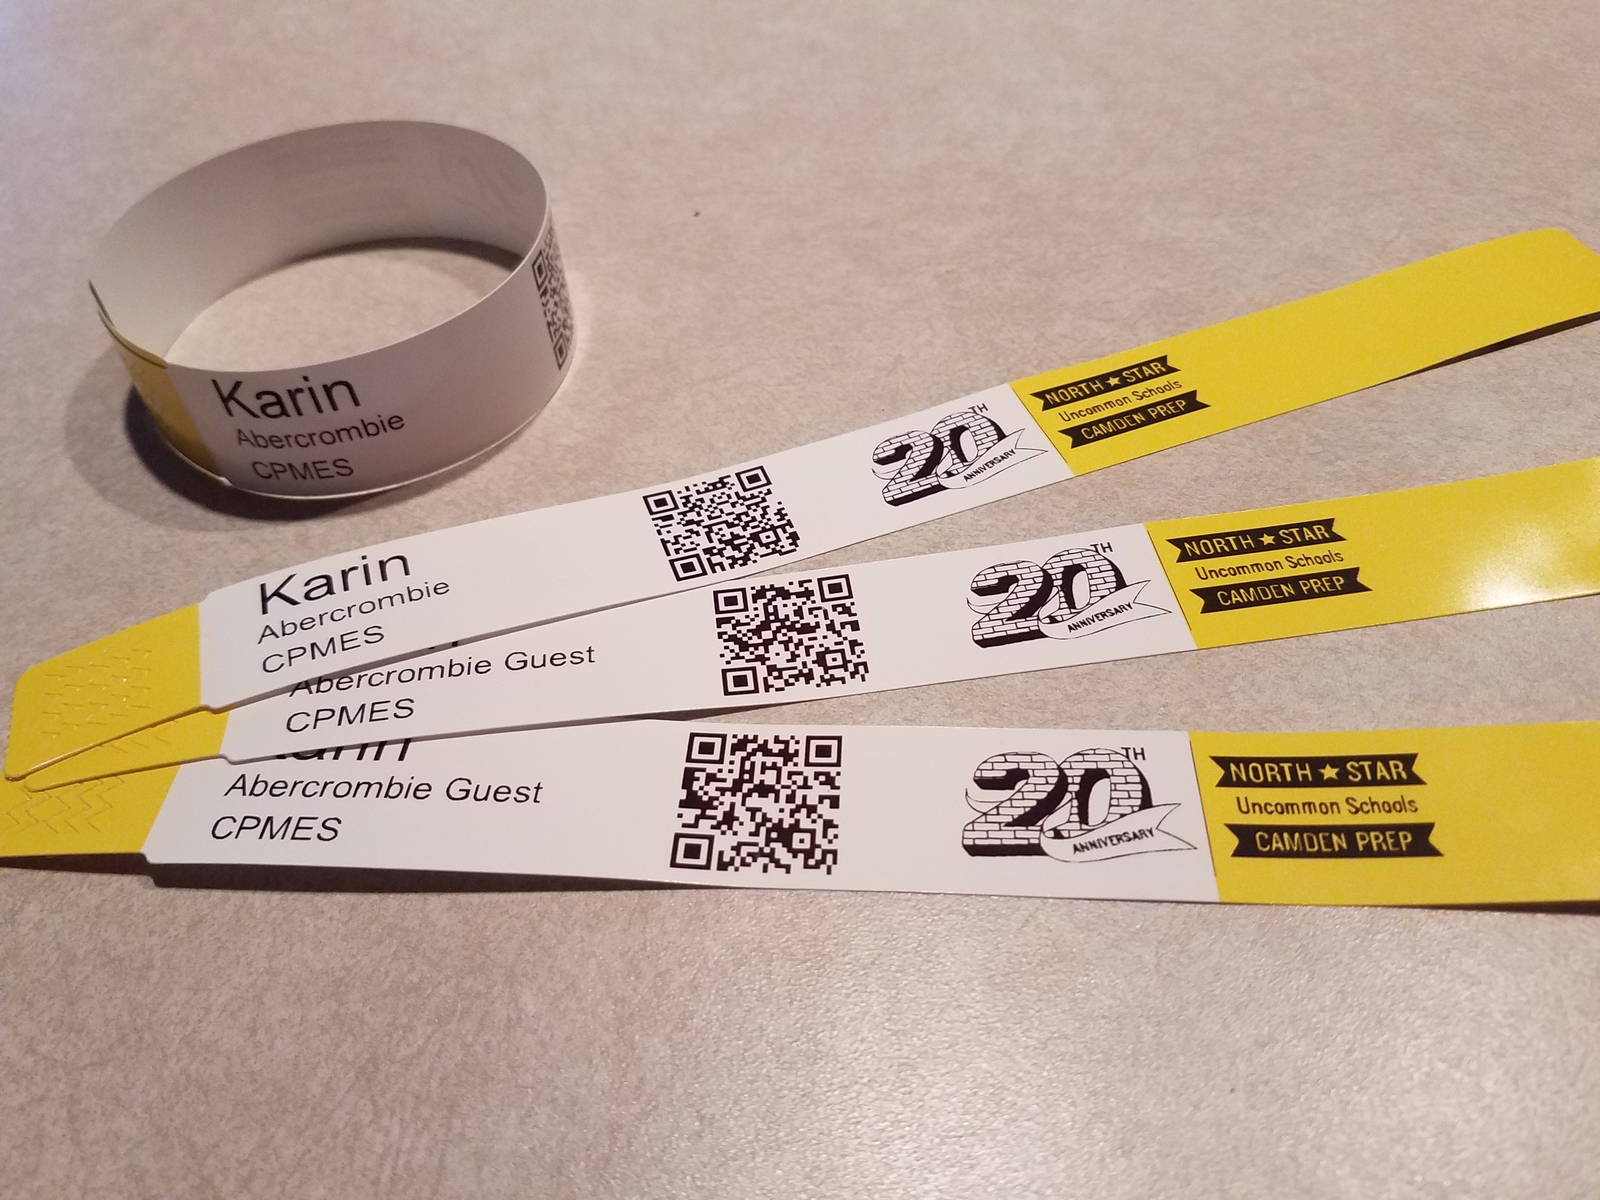 Karin
Abercrombie
CPMES
Karin
Abercrombie
CPMES
20TH
ANNIVERSARY
NORTH ★ STAR
Uncommon Schools
CAMDEN PREP
Abercrombie Guest
CPMES
20TH
ANNIVERSARY
NORTH ★ STAR
Uncommon Schools
CAMDEN PREP
Karin
Abercrombie Guest
CPMES
20TH
ANNIVERSARY
NORTH ★ STAR
Uncommon Schools
CAMDEN PREP